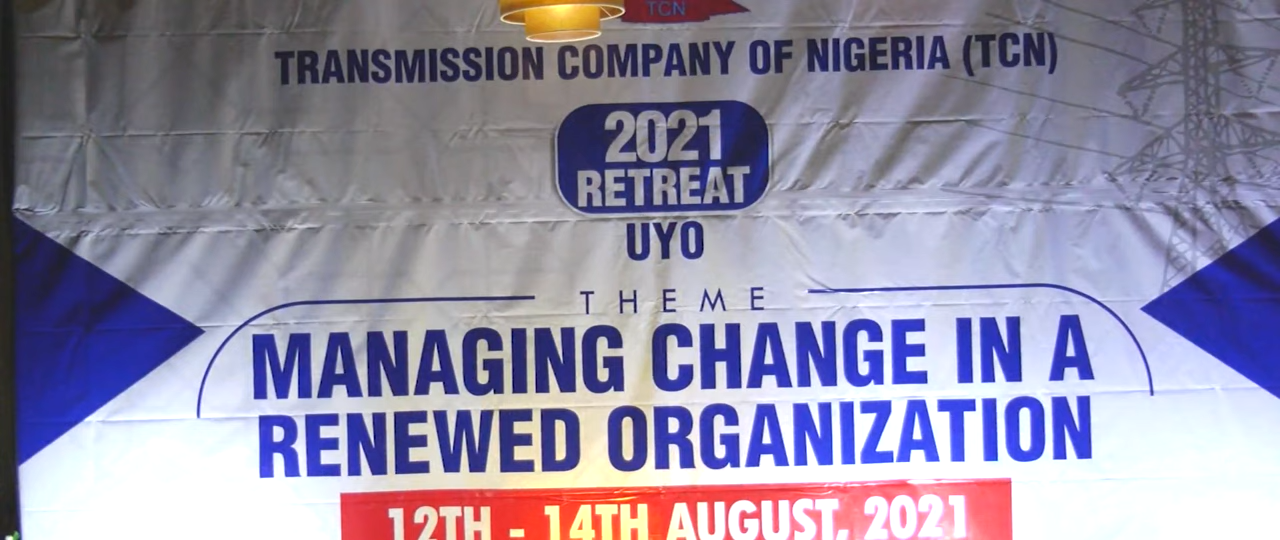 TCN
TRANSMISSION COMPANY OF NIGERIA (TCN)
2021
RETREAT
UYO
THEME
MANAGING CHANGE IN A
RENEWED ORGANIZATION
12TH - 14TH AUGUST, 2021